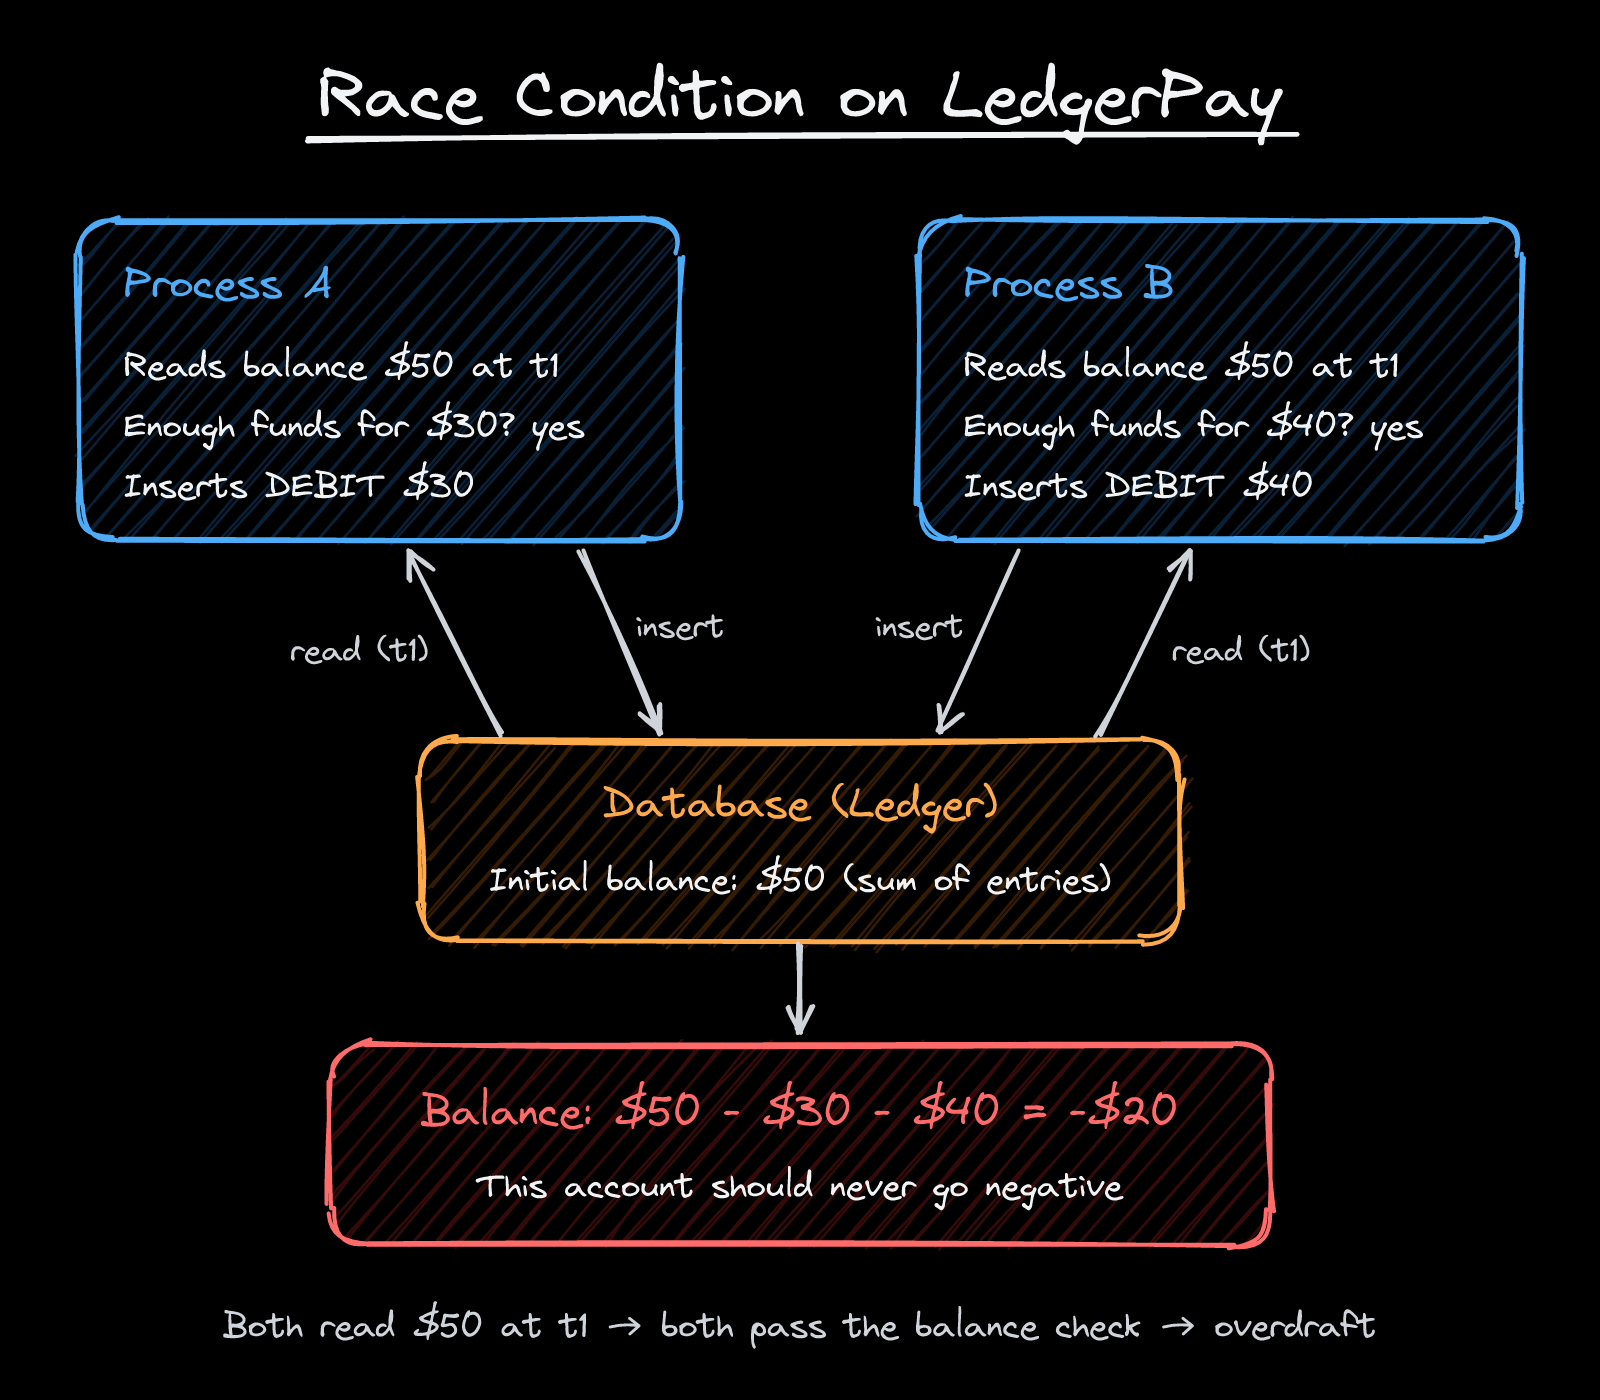 Race Condition on LedgerPay
Process A
Reads balance $50 at t1
Enough funds for $30? yes
Inserts DEBIT $30
Process B
Reads balance $50 at t1
Enough funds for $40? yes
Inserts DEBIT $40
read (t1)
insert
insert
read (t1)
Database (Ledger)
Initial balance: $50 (sum of entries)
Balance: $50 - $30 - $40 = -$20
This account should never go negative
Both read $50 at t1 → both pass the balance check → overdraft